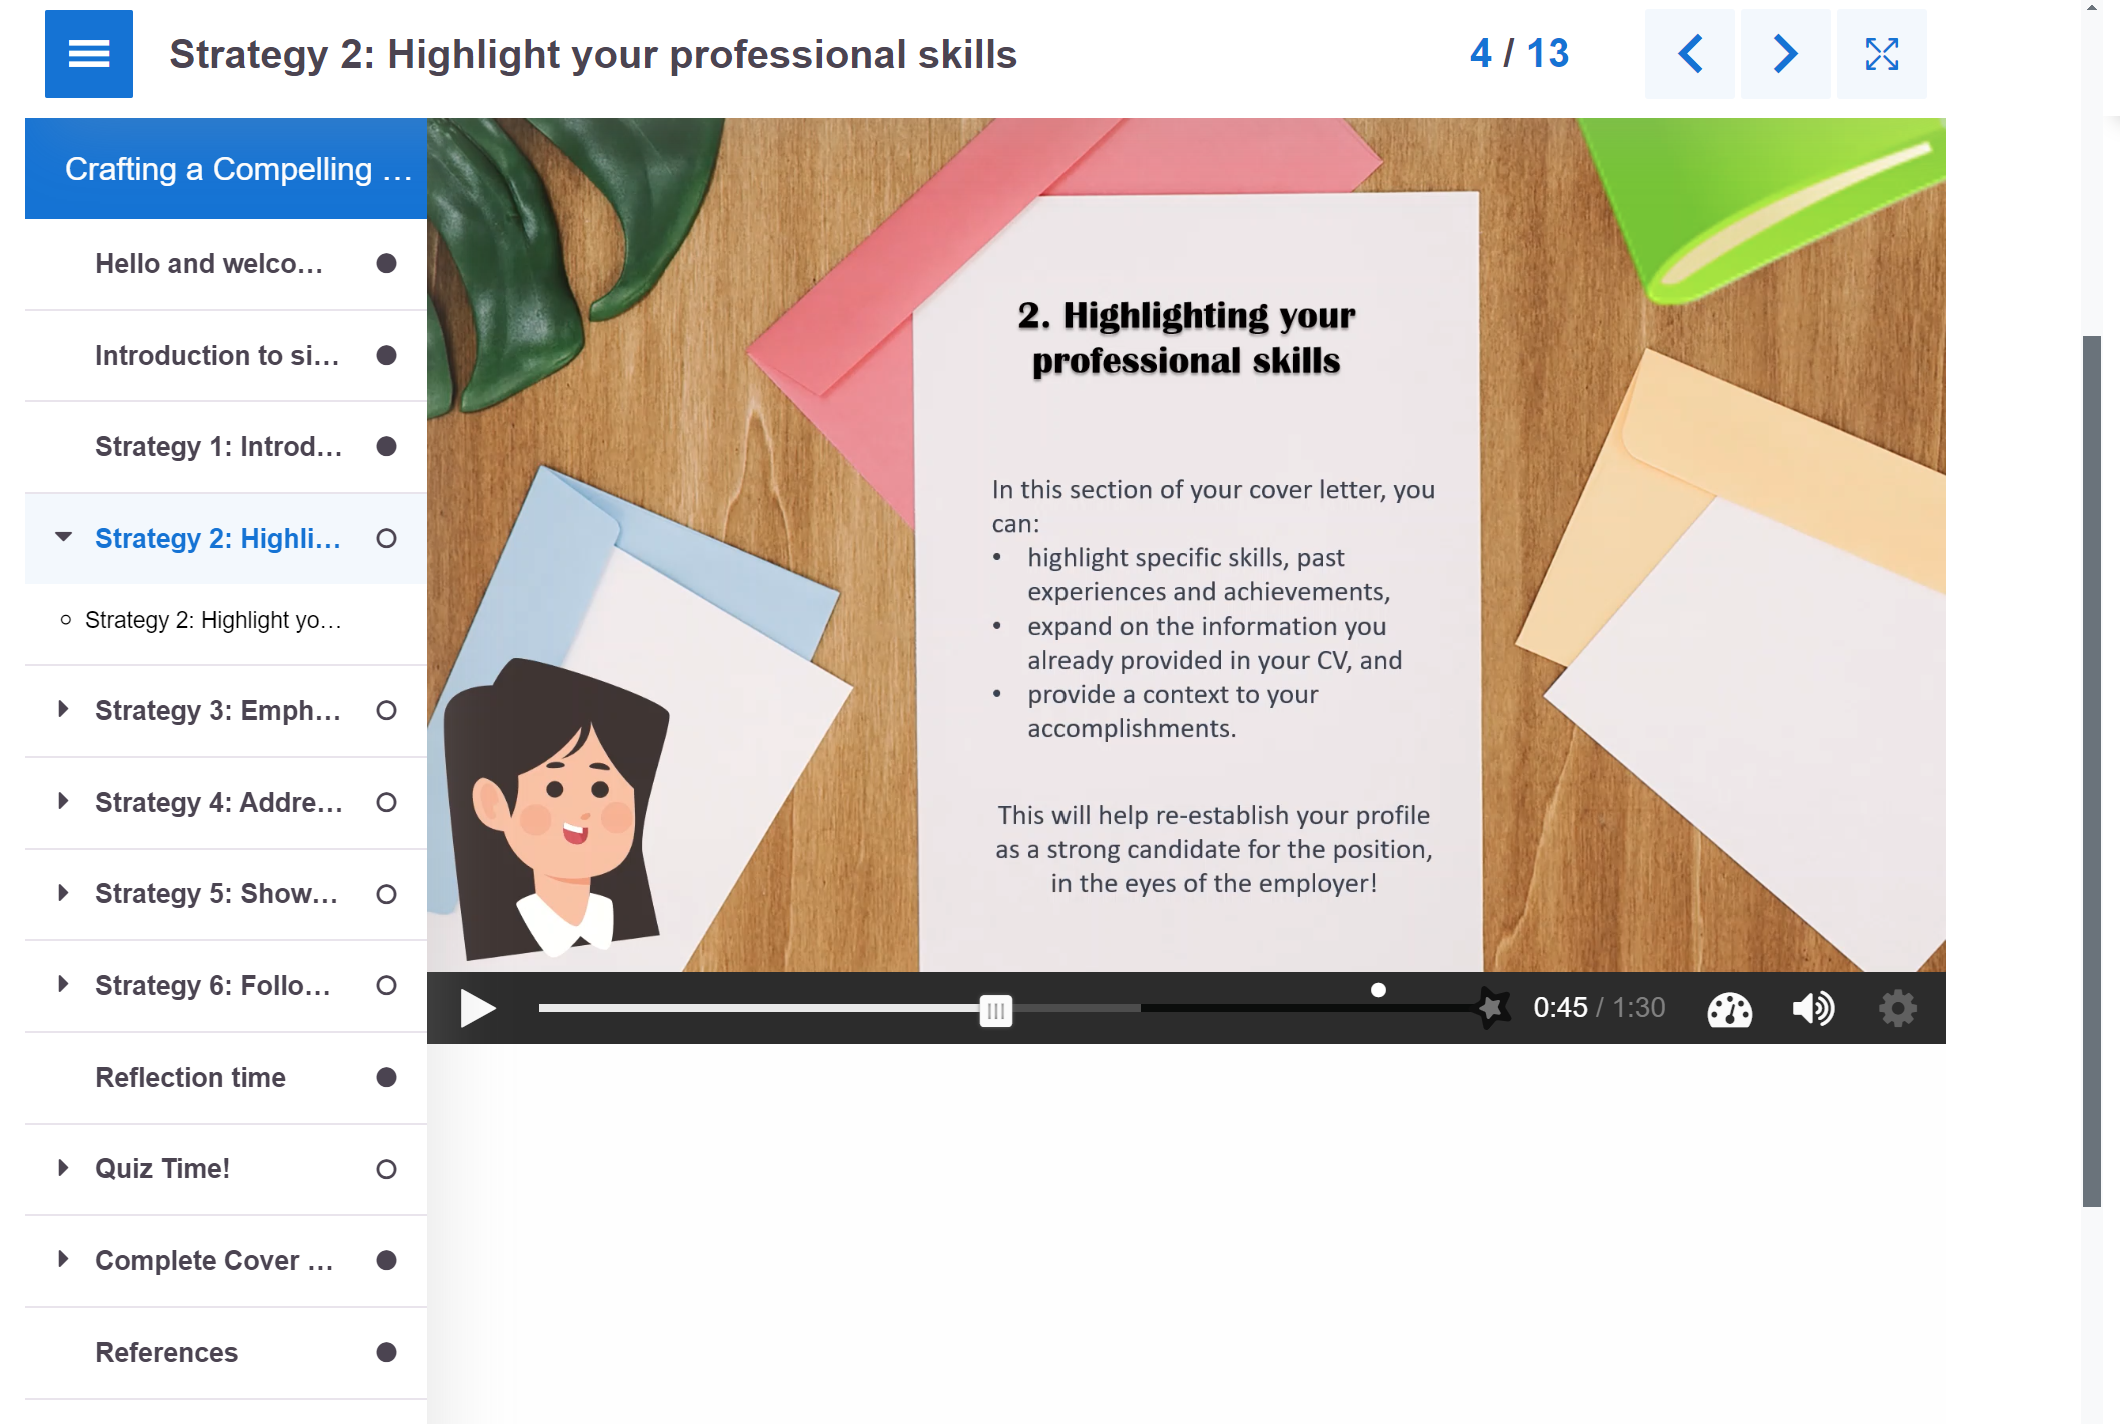 Strategy 2: Highlight your professional skills
4 / 13
Crafting a Compelling ...
Hello and welco...
Introduction to si...
Strategy 1: Introd...
Strategy 2: Highli...
Strategy 2: Highlight yo...
Strategy 3: Emph...
Strategy 4: Addre...
Strategy 5: Show...
Strategy 6: Follo...
Reflection time
Quiz Time!
Complete Cover ...
References
2. Highlighting your
professional skills
In this section of your cover letter, you
can:
• highlight specific skills, past
experiences and achievements,
• expand on the information you
already provided in your CV, and
• provide a context to your
accomplishments.
This will help re-establish your profile
as a strong candidate for the position,
in the eyes of the employer!
0:45 / 1:30